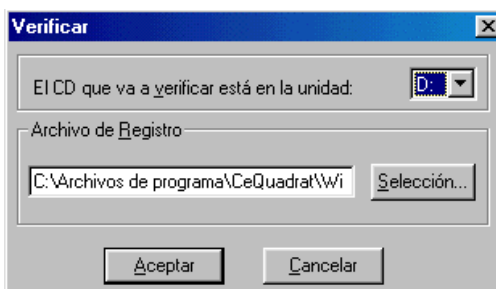 Verificar
El CD que va a verificar está en la unidad: D:
Archivo de Registro
C:\Archivos de programa\CeQuadrat\Wi Selección...
Aceptar Cancelar